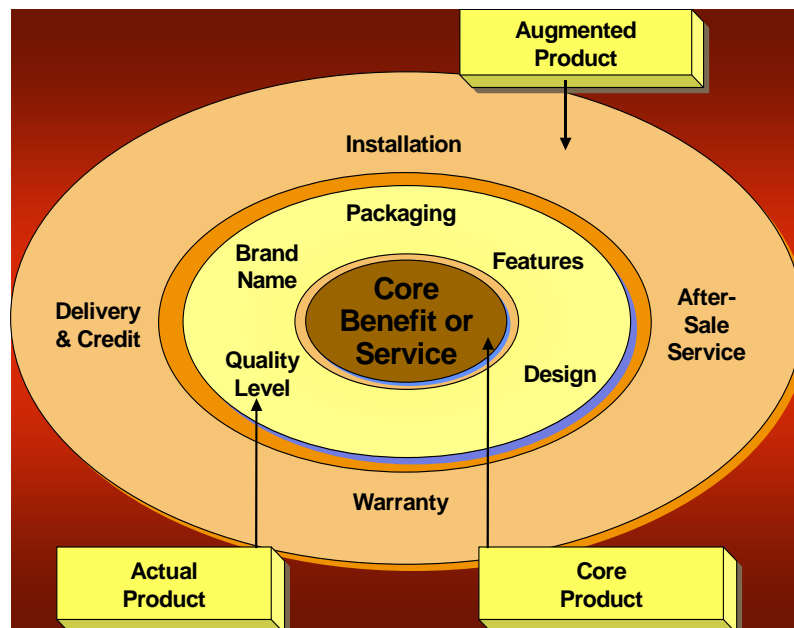 Augmented
Product
Installation
Packaging
Brand
Name
Features
Core
Benefit or
Service
Delivery
& Credit
After-
Sale
Service
Quality
Level
Design
Warranty
Actual
Product
Core
Product